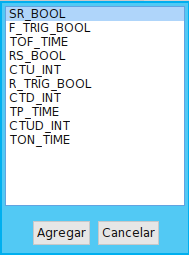 SR_BOOL
F_TRIG_BOOL
TOF_TIME
RS_BOOL
CTU_INT
R_TRIG_BOOL
CTD_INT
TP_TIME
CTUD_INT
TON_TIME
Agregar Cancelar